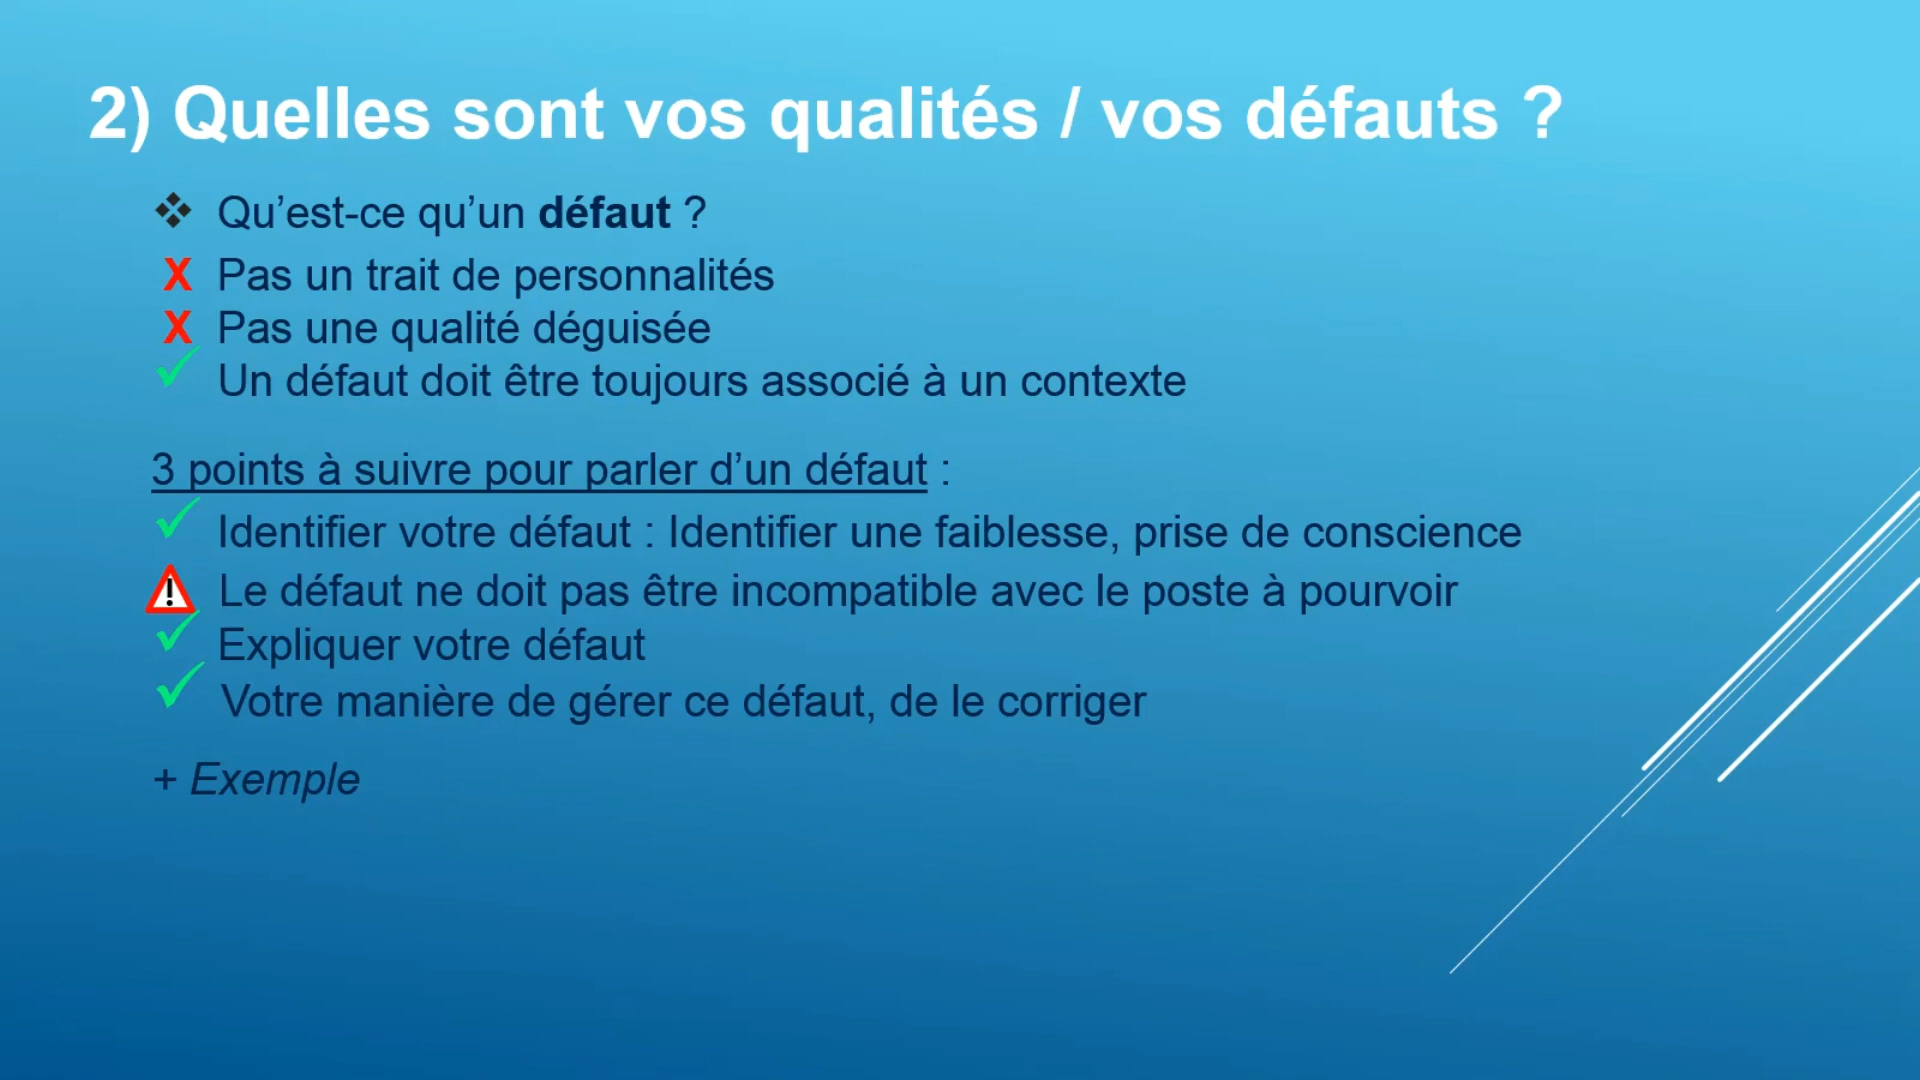 2) Quelles sont vos qualités / vos défauts ?
❖ Qu’est-ce qu’un défaut ?
X Pas un trait de personnalités
X Pas une qualité déguisée
✓ Un défaut doit être toujours associé à un contexte
3 points à suivre pour parler d’un défaut :
✓ Identifier votre défaut : Identifier une faiblesse, prise de conscience
⚠ Le défaut ne doit pas être incompatible avec le poste à pourvoir
✓ Expliquer votre défaut
✓ Votre manière de gérer ce défaut, de le corriger
+ Exemple